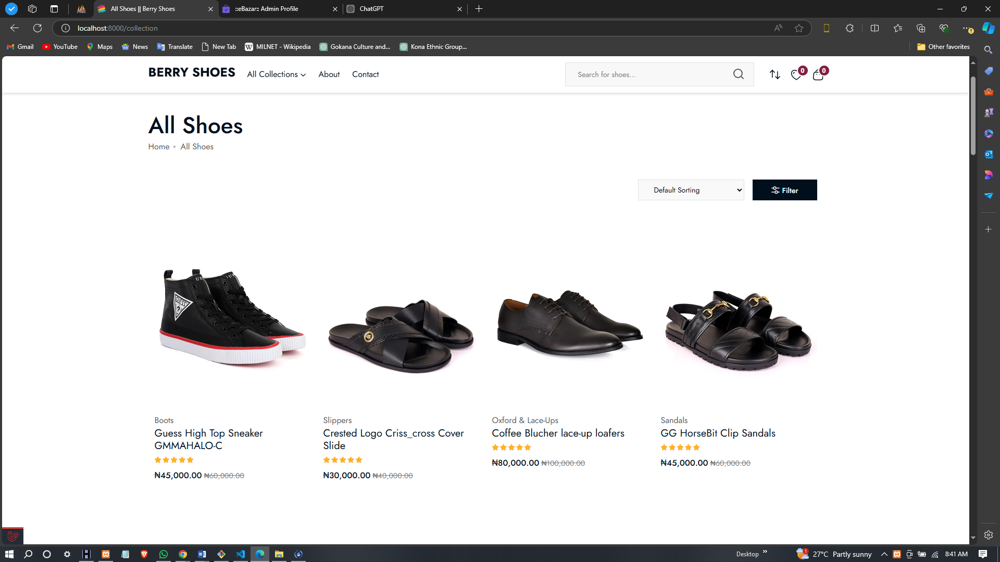 All Shoes || Berry Shoes
::eBazar:: Admin Profile
ChatGPT
localhost:8000/collection
Gmail
YouTube
Maps
News
Translate
New Tab
MILNET - Wikipedia
Gokana Culture and...
Kona Ethnic Group...
Other favorites
BERRY SHOES
All Collections
About
Contact
Search for shoes...
0
0
All Shoes
Home • All Shoes
Default Sorting
Filter
GUESS
?
Boots
Guess High Top Sneaker
GMMAHALO-C
₦45,000.00 ₦60,000.00
Slippers
Crested Logo Criss_cross Cover
Slide
₦30,000.00 ₦40,000.00
Oxford & Lace-Ups
Coffee Blucher lace-up loafers
₦80,000.00 ₦100,000.00
Sandals
GG HorseBit Clip Sandals
₦45,000.00 ₦60,000.00
Desktop
1
27°C Partly sunny
8:41 AM